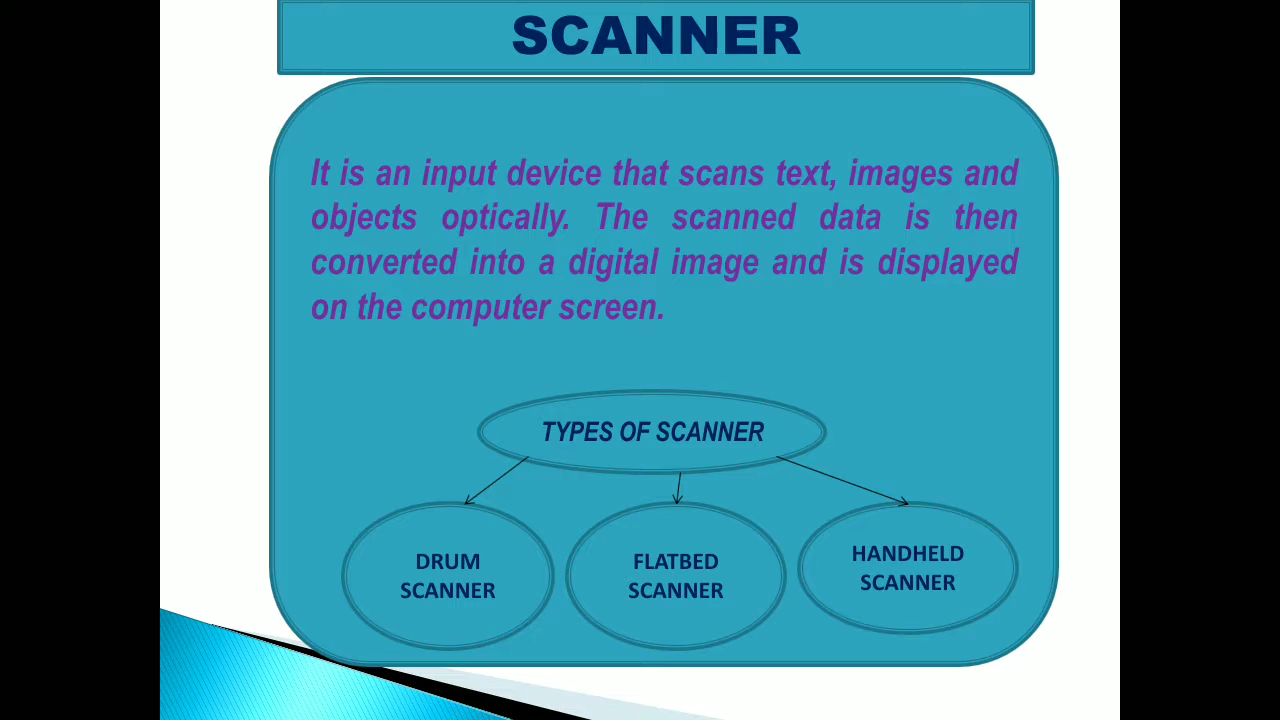 SCANNER
It is an input device that scans text, images and
objects optically. The scanned data is then
converted into a digital image and is displayed
on the computer screen.
TYPES OF SCANNER
DRUM
SCANNER
FLATBED
SCANNER
HANDHELD
SCANNER